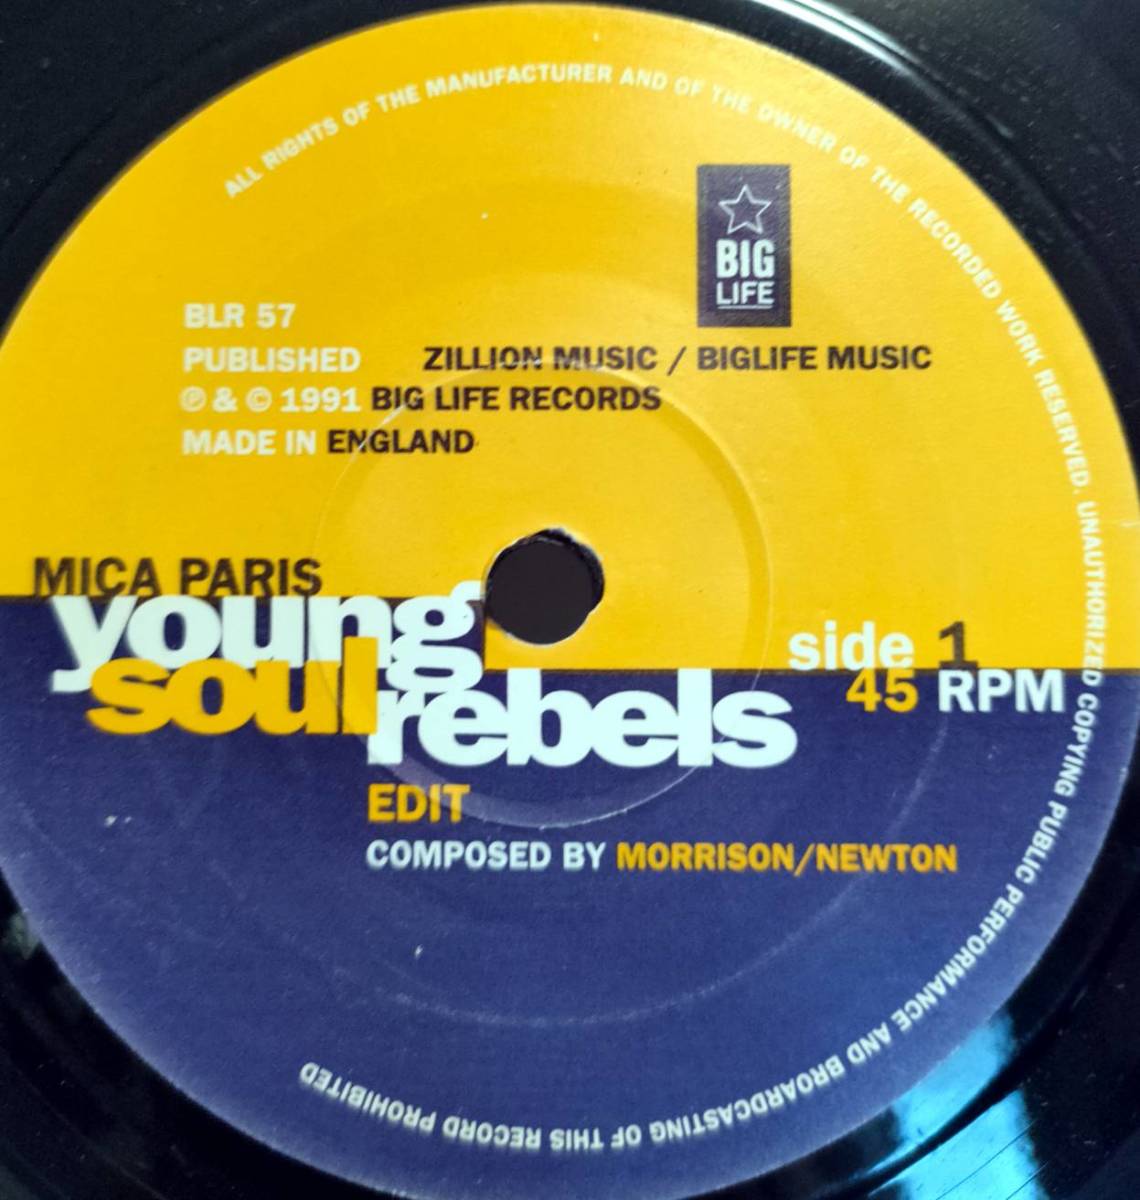 ALL RIGHTS OF THE MANUFACTURER AND OF THE OWNER OF THE RECORDED WORK RESERVED. UNAUTHORIZED COPYING PUBLIC PERFORMANCE AND BROARDCASTING OF THIS RECORD PROHIBITED
BIG
LIFE
BLR 57
PUBLISHED ZILLION MUSIC / BIGLIFE MUSIC
℗ & © 1991 BIG LIFE RECORDS
MADE IN ENGLAND
MICA PARIS
young
soul
rebels
side 1
45 RPM
EDIT
COMPOSED BY MORRISON/NEWTON